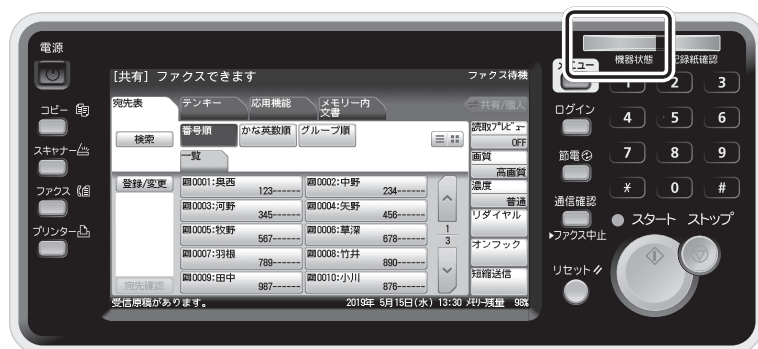 電源
コピー
スキャナー
ファクス
プリンター
[共有] ファクスできます
ファクス待機
宛先表
テンキー
応用機能
メモリー内
文書
共有/個人
検索
番号順
かな英数順
グループ順
一覧
登録/変更
0001:奥西
123------
0002:中野
234------
0003:河野
345------
0004:矢野
456------
0005:牧野
567------
0006:草深
678------
0007:羽根
789------
0008:竹井
890------
0009:田中
987------
0010:小川
876------
宛先確認
1
3
読取プレビュー
OFF
画質
高画質
濃度
普通
リダイヤル
オンフック
短縮送信
受信原稿があります。
2019年 5月15日(水) 13:30 メモリー残量 98%
機器状態
記録紙確認
メニュー
ログイン
節電
通信確認
▶ファクス中止
リセット
1 2 3
4 5 6
7 8 9
* 0 #
スタート ストップ